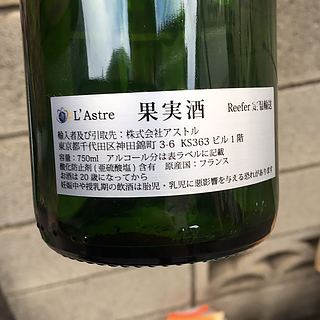 L'Astre 果実酒 Reefer 定温輸送
輸入者及び引取先：株式会社アストル
東京都千代田区神田錦町 3-6 KS363 ビル 1 階
容量：750ml アルコール分は表ラベルに記載
酸化防止剤 (亜硫酸塩) 含有 原産国：フランス
お酒は 20 歳になってから
妊娠中や授乳期の飲酒は胎児・乳児に悪影響を与える恐れがあります